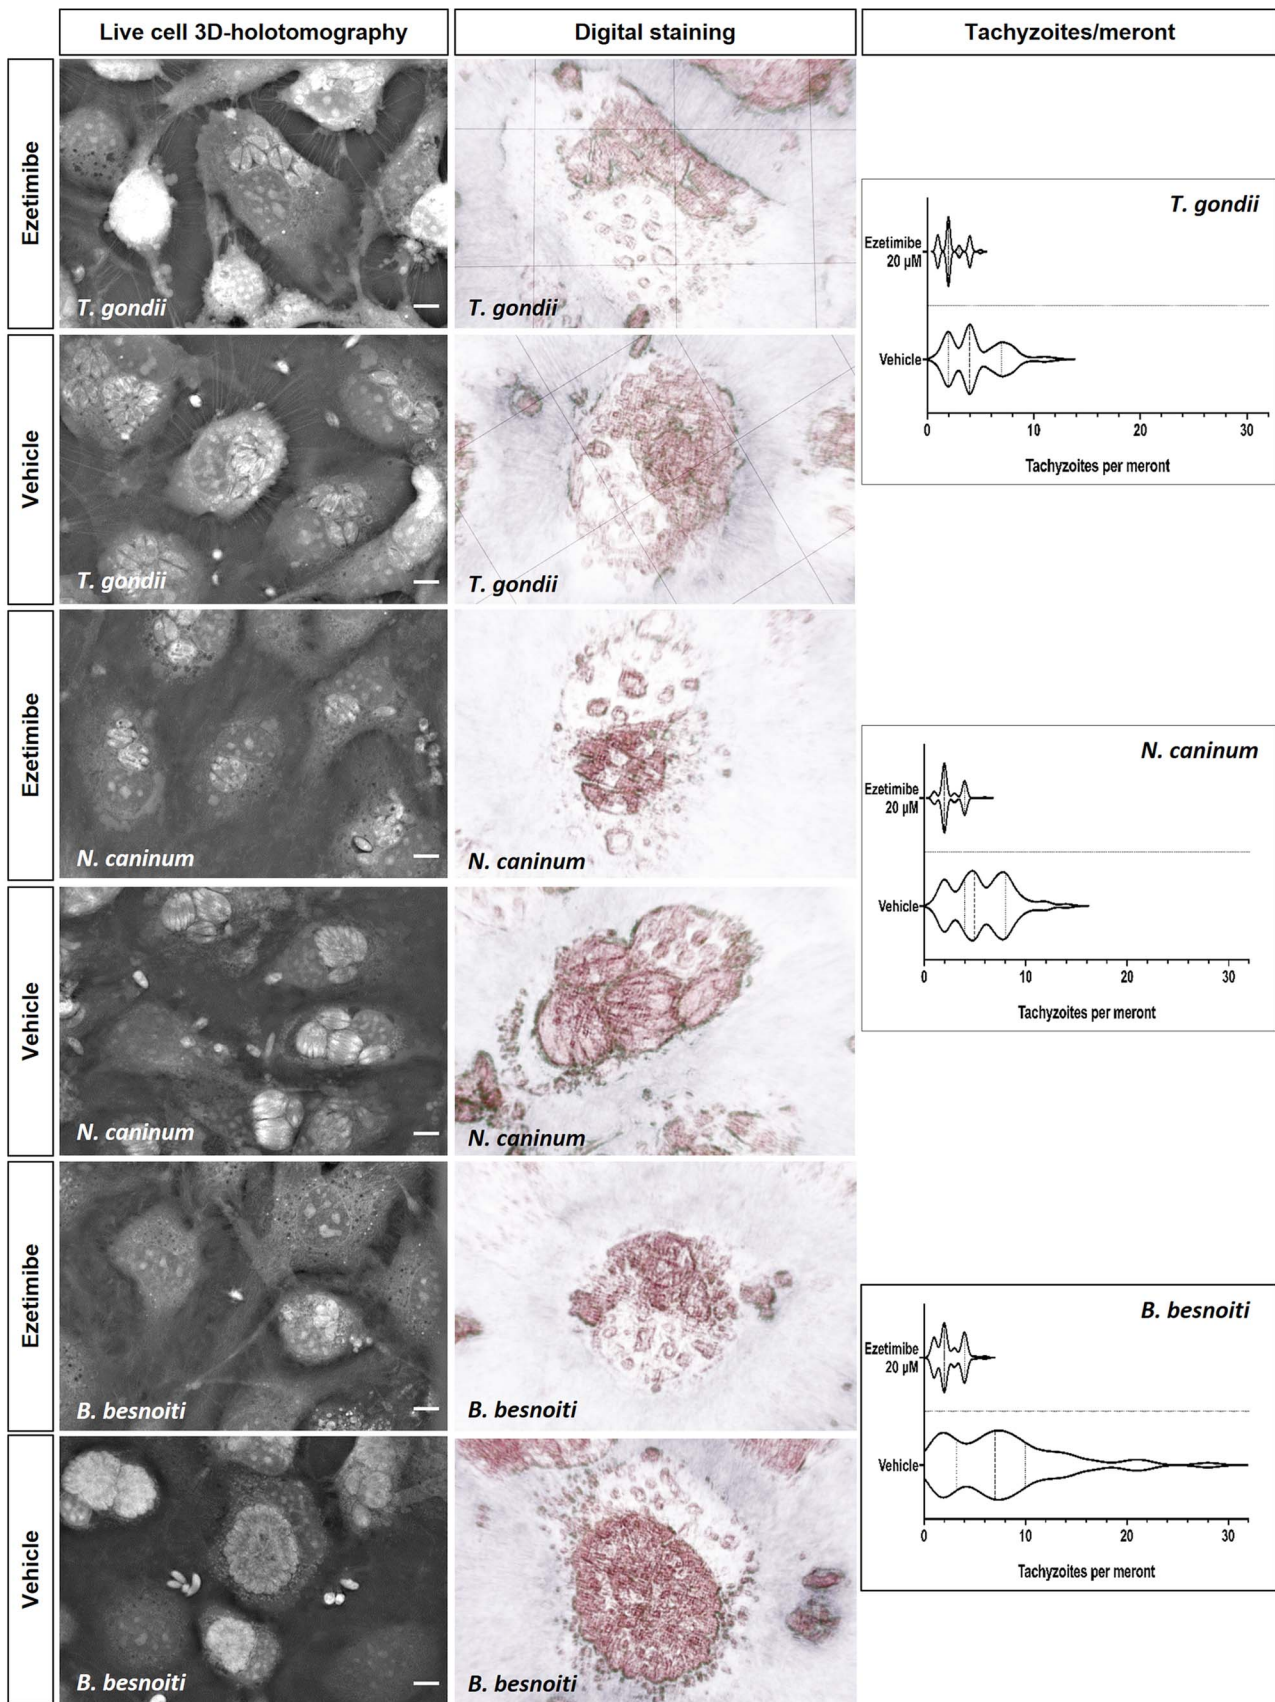 Live cell 3D-holotomography
Digital staining
Tachyzoites/meront
Ezetimibe
T. gondii
T. gondii
Vehicle
T. gondii
T. gondii
T. gondii
Ezetimibe
20 µM
Vehicle
0 10 20 30
Tachyzoites per meront
Ezetimibe
N. caninum
N. caninum
Vehicle
N. caninum
N. caninum
N. caninum
Ezetimibe
20 µM
Vehicle
0 10 20 30
Tachyzoites per meront
Ezetimibe
B. besnoiti
B. besnoiti
Vehicle
B. besnoiti
B. besnoiti
B. besnoiti
Ezetimibe
20 µM
Vehicle
0 10 20 30
Tachyzoites per meront